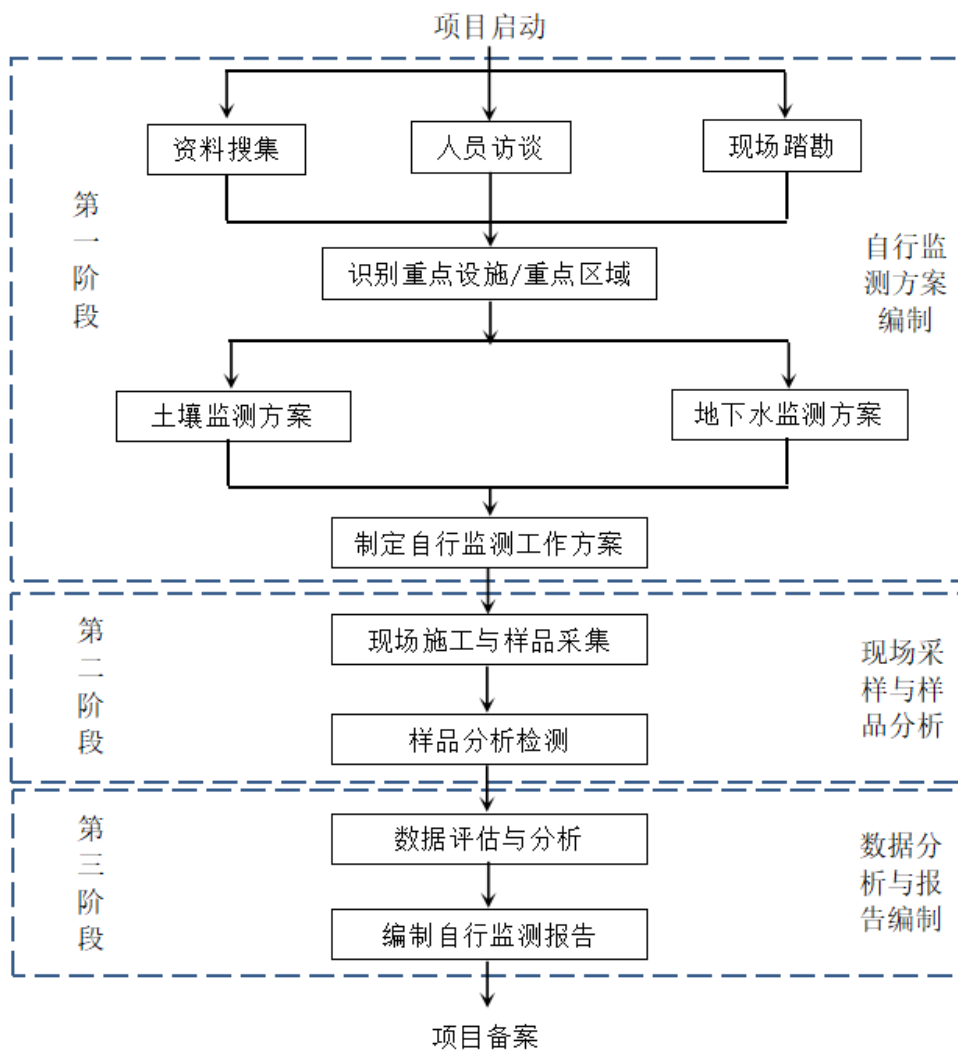 项目启动
资料搜集
人员访谈
现场踏勘
第
一
阶
段
识别重点设施/重点区域
自行监
测方案
编制
土壤监测方案
地下水监测方案
制定自行监测工作方案
第
二
阶
段
现场施工与样品采集
样品分析检测
现场采
样与样
品分析
第
三
阶
段
数据评估与分析
编制自行监测报告
数据分
析与报
告编制
项目备案